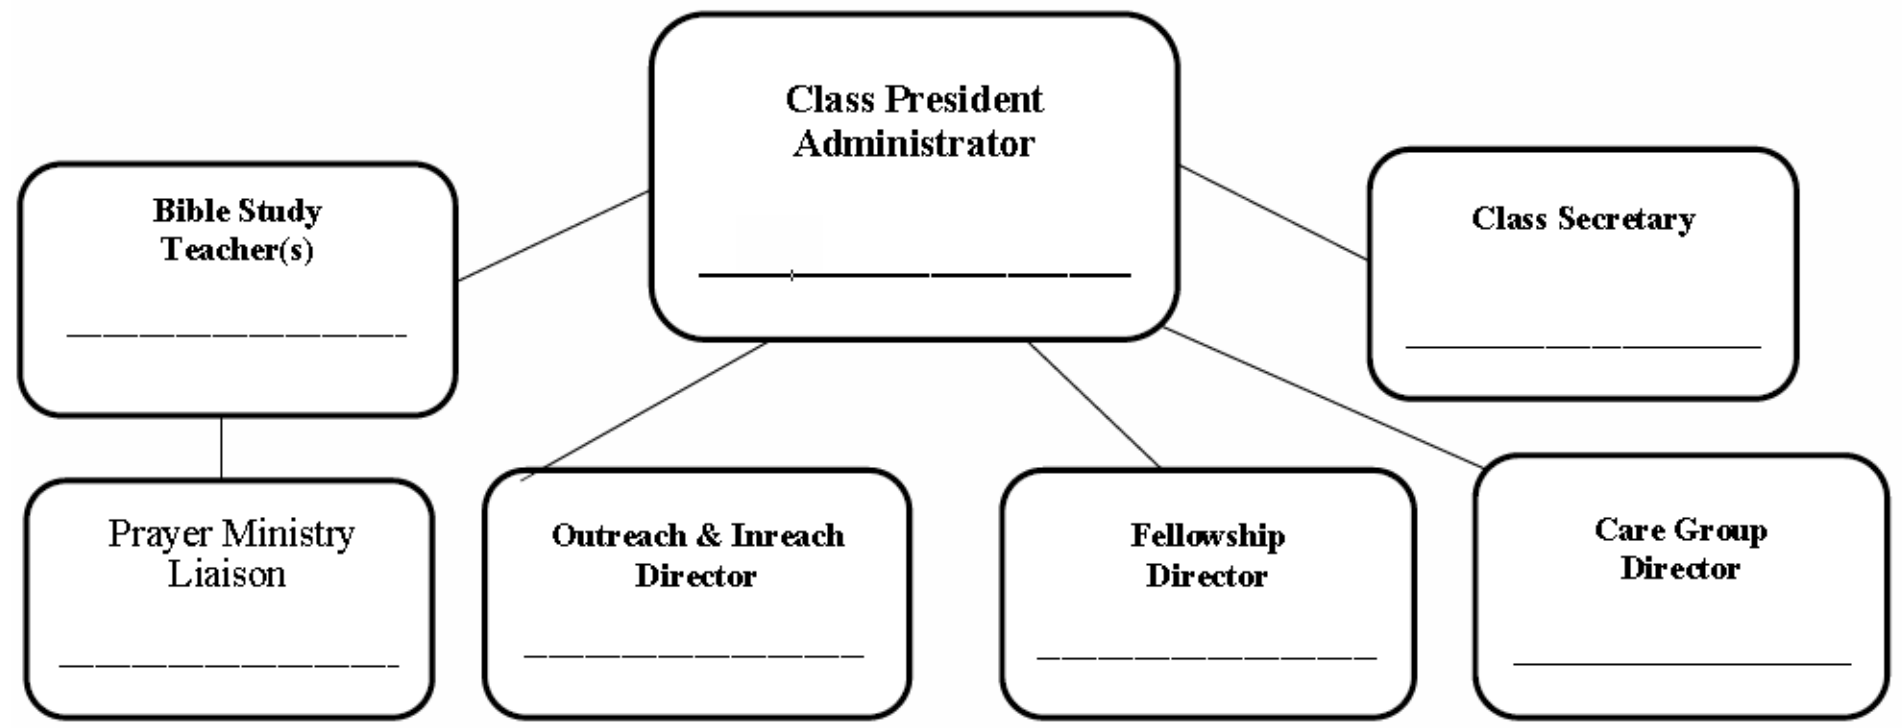 Class President
Administrator
Bible Study
Teacher(s)
Class Secretary
Prayer Ministry
Liaison
Outreach & Inreach
Director
Fellowship
Director
Care Group
Director